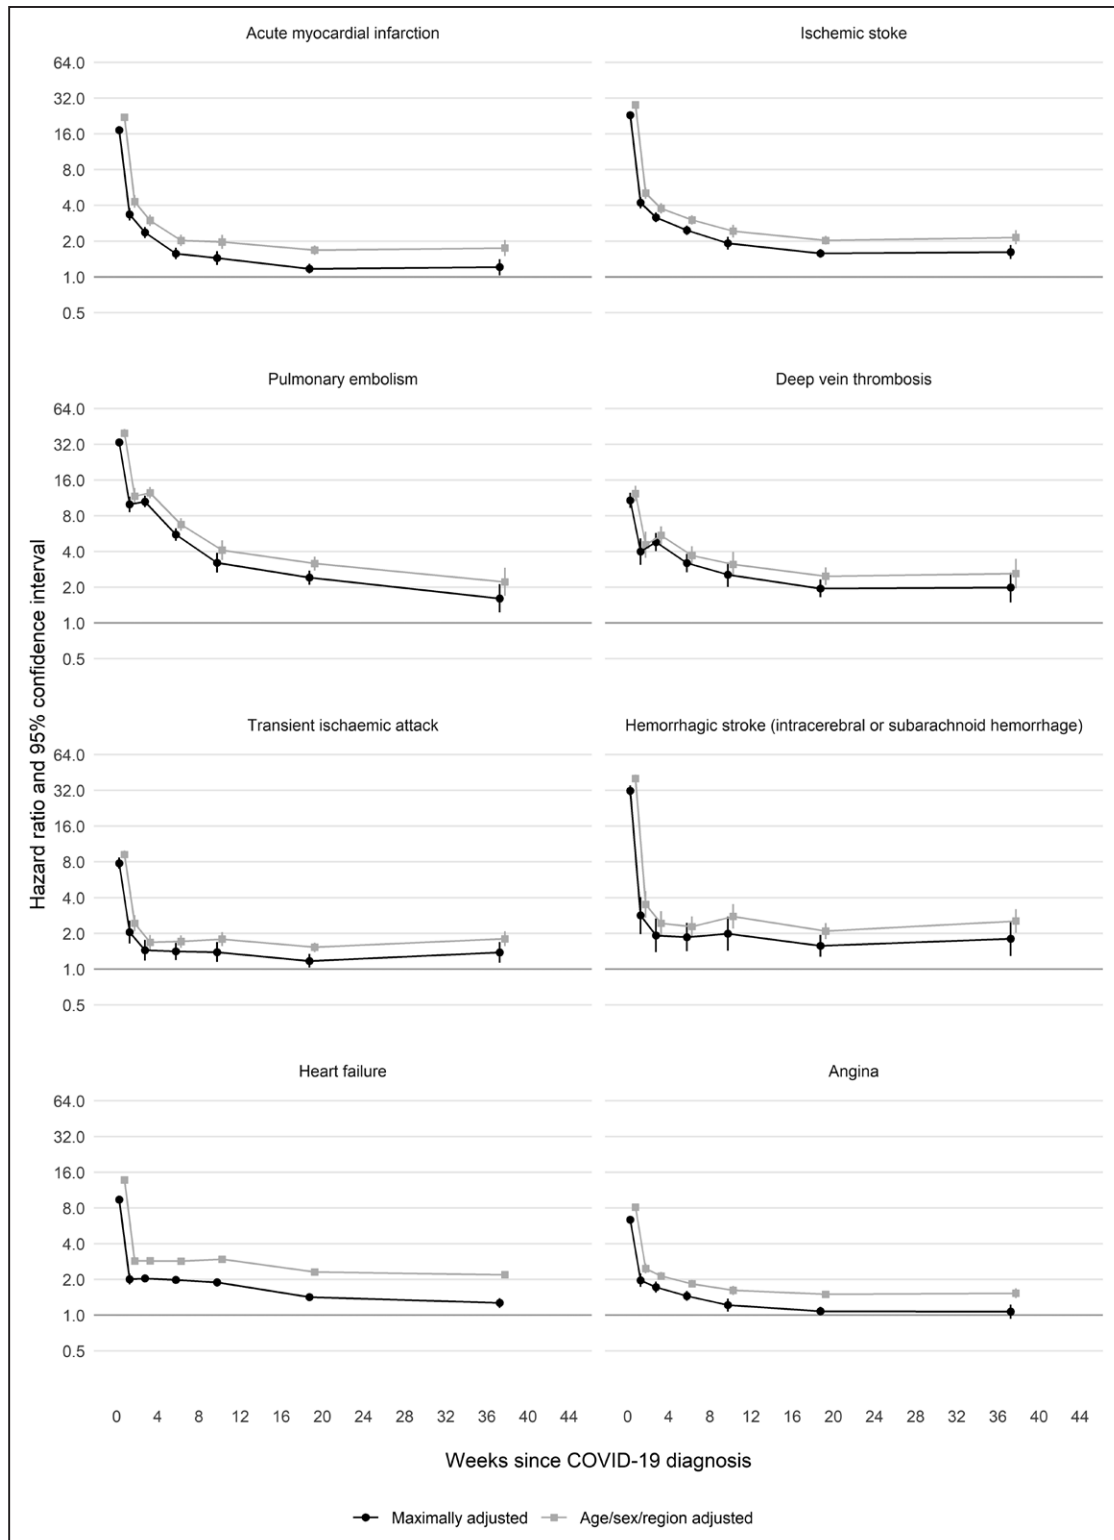 Acute myocardial infarction
Ischemic stoke
64.0
32.0
16.0
8.0
4.0
2.0
1.0
0.5
Pulmonary embolism
Deep vein thrombosis
64.0
32.0
16.0
8.0
4.0
2.0
1.0
0.5
Hazard ratio and 95% confidence interval
Transient ischaemic attack
Hemorrhagic stroke (intracerebral or subarachnoid hemorrhage)
64.0
32.0
16.0
8.0
4.0
2.0
1.0
0.5
Heart failure
Angina
64.0
32.0
16.0
8.0
4.0
2.0
1.0
0.5
0 4 8 12 16 20 24 28 32 36 40 44
0 4 8 12 16 20 24 28 32 36 40 44
Weeks since COVID-19 diagnosis
Maximally adjusted
Age/sex/region adjusted